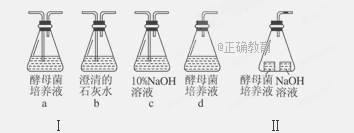 @正确教育
酵母菌 澄清的 10%NaOH 酵母菌 酵母菌 NaOH
培养液 石灰水 溶液 培养液 培养液 溶液
a b c d
Ⅰ Ⅱ